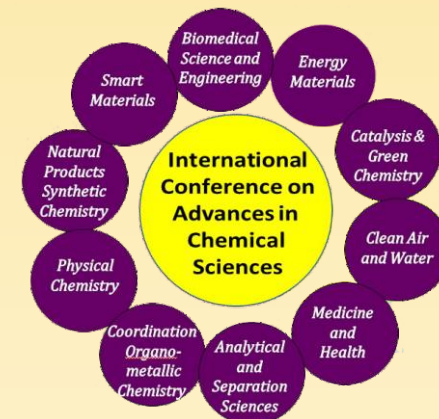 International
Conference on
Advances in
Chemical
Sciences
Biomedical
Science and
Engineering
Energy
Materials
Catalysis &
Green
Chemistry
Clean Air
and Water
Medicine
and
Health
Analytical
and
Separation
Sciences
Coordination
Organo-
metallic
Chemistry
Physical
Chemistry
Natural
Products
Synthetic
Chemistry
Smart
Materials